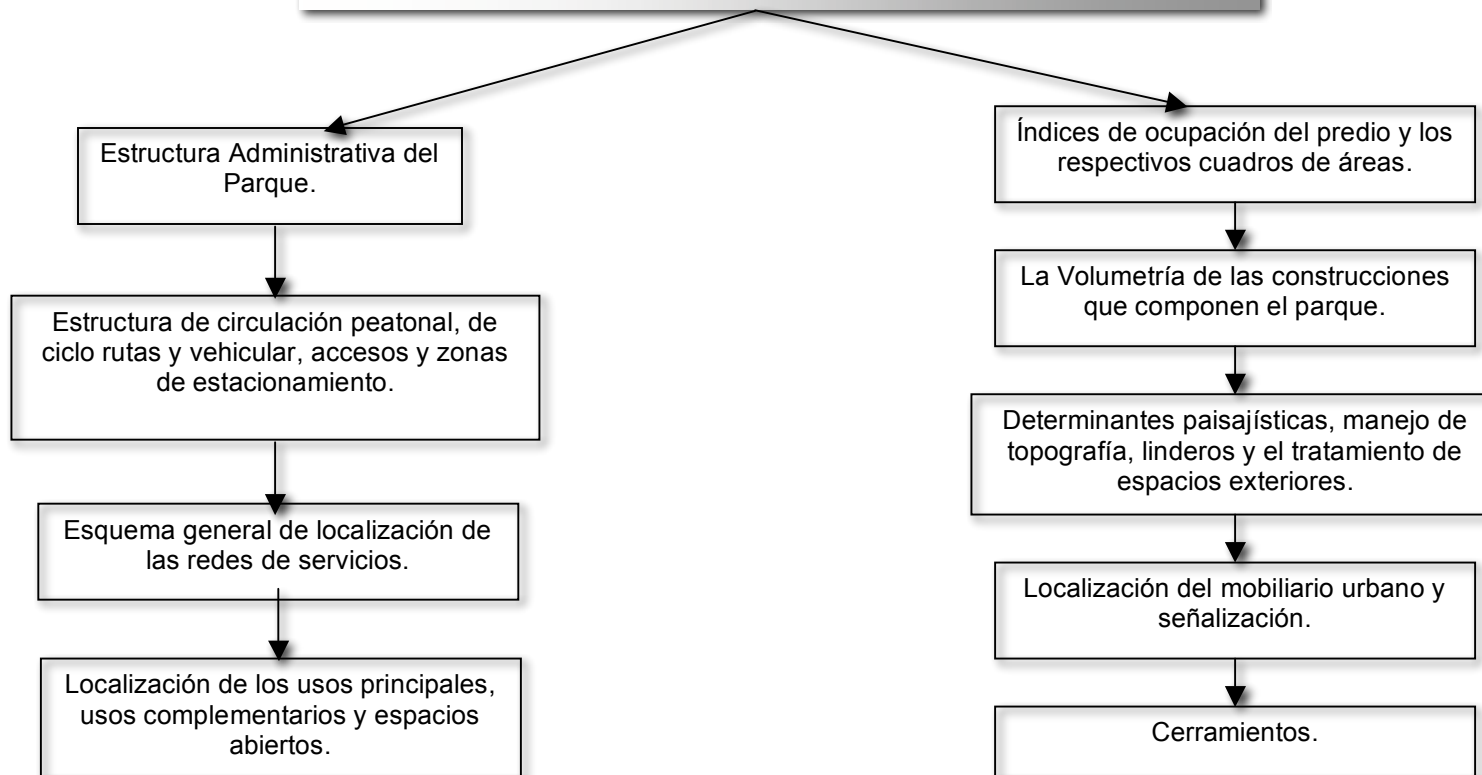 Estructura Administrativa del
Parque.
Estructura de circulación peatonal, de
ciclo rutas y vehicular, accesos y zonas
de estacionamiento.
Esquema general de localización de
las redes de servicios.
Localización de los usos principales,
usos complementarios y espacios
abiertos.
Índices de ocupación del predio y los
respectivos cuadros de áreas.
La Volumetría de las construcciones
que componen el parque.
Determinantes paisajísticas, manejo de
topografía, linderos y el tratamiento de
espacios exteriores.
Localización del mobiliario urbano y
señalización.
Cerramientos.